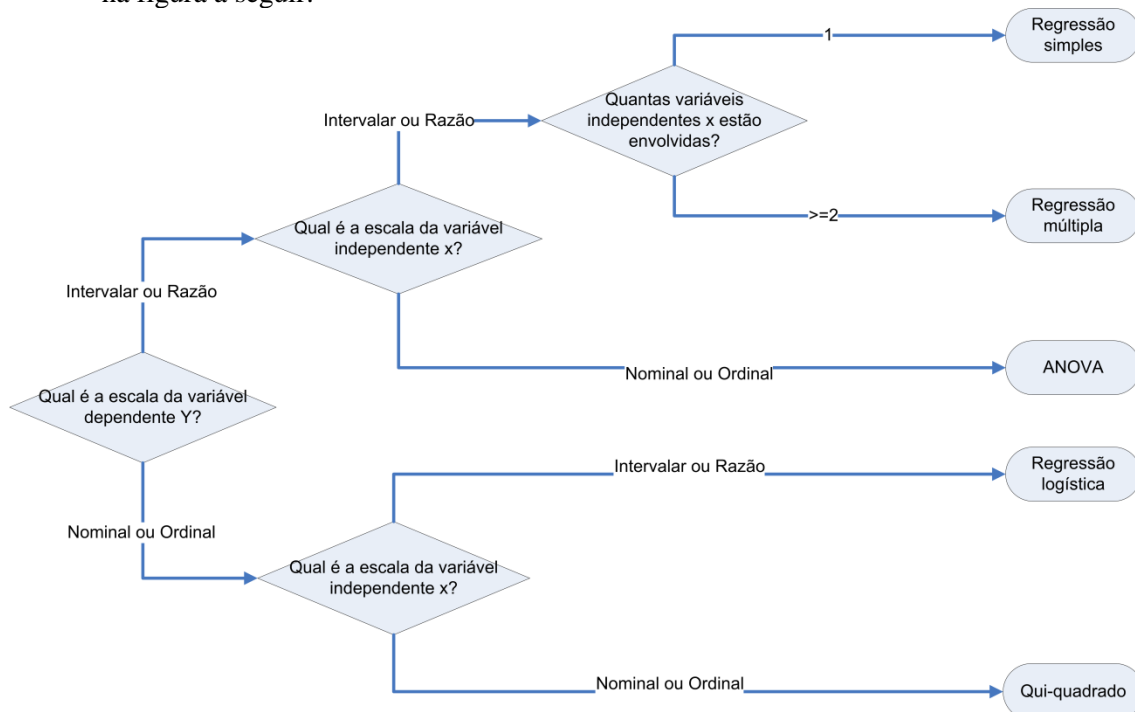 na figura a seguir:
1
Regressão
simples
Quantas variáveis
independentes x estão
envolvidas?
Intervalar ou Razão
>=2
Regressão
múltipla
Qual é a escala da variável
independente x?
Intervalar ou Razão
Nominal ou Ordinal
ANOVA
Qual é a escala da variável
dependente Y?
Intervalar ou Razão
Regressão
logística
Nominal ou Ordinal
Qual é a escala da variável
independente x?
Nominal ou Ordinal
Qui-quadrado